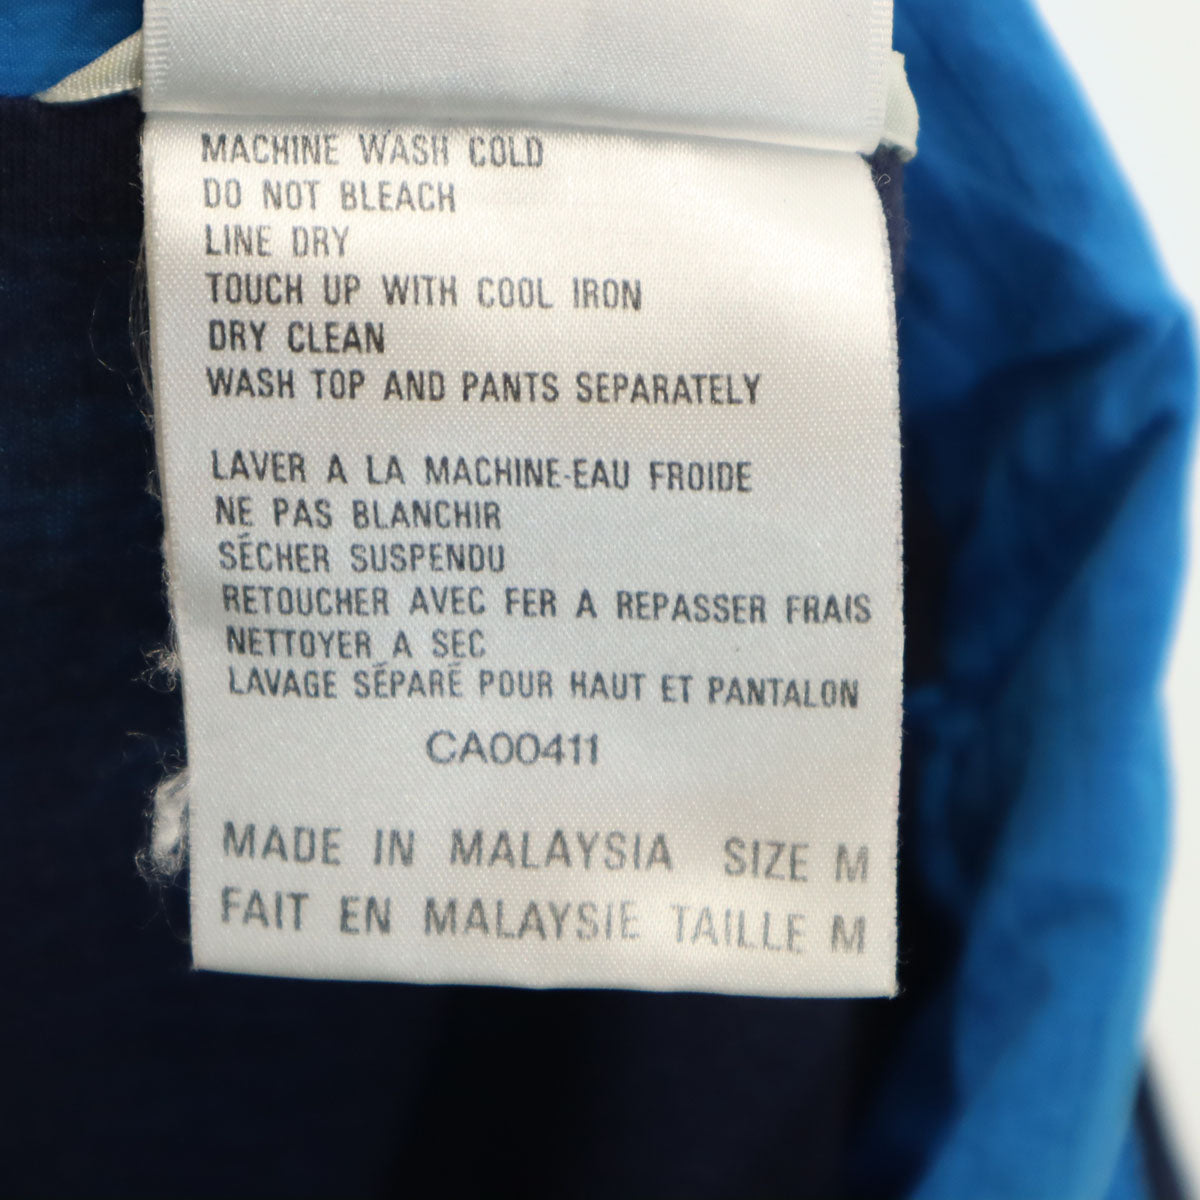 MACHINE WASH COLD
DO NOT BLEACH
LINE DRY
TOUCH UP WITH COOL IRON
DRY CLEAN
WASH TOP AND PANTS SEPARATELY
LAVER A LA MACHINE-EAU FROIDE
NE PAS BLANCHIR
SÉCHER SUSPENDU
RETOUCHER AVEC FER A REPASSER FRAIS
NETTOYER A SEC
LAVAGE SÉPARÉ POUR HAUT ET PANTALON
CA00411
MADE IN MALAYSIA SIZE M
FAIT EN MALAYSIE TAILLE M